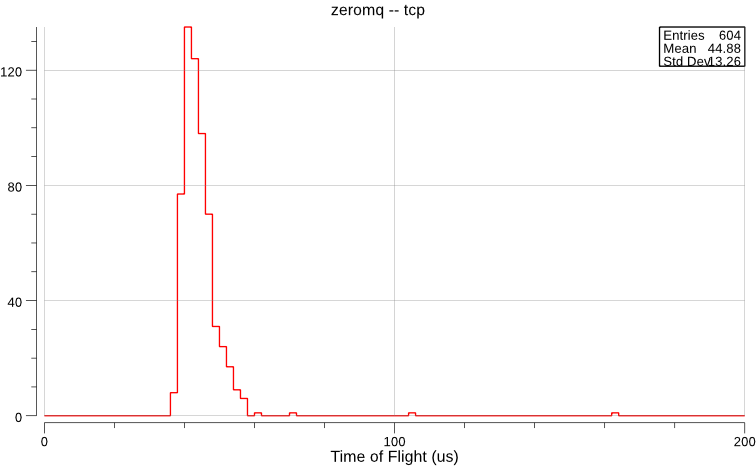 zeromq -- tcp
Entries 604
Mean 44.88
Std Dev 13.26
120
80
40
0
0 100 200
Time of Flight (us)